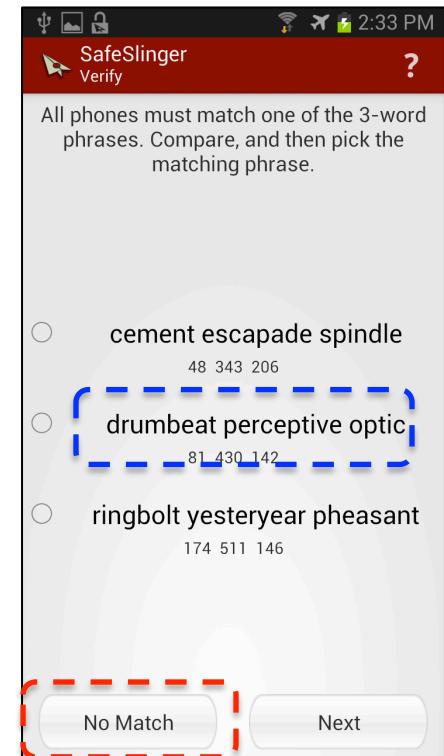 2:33 PM
SafeSlinger
Verify
?
All phones must match one of the 3-word
phrases. Compare, and then pick the
matching phrase.
cement escapade spindle
48 343 206
drumbeat perceptive optic
81 430 142
ringbolt yesteryear pheasant
174 511 146
No Match Next